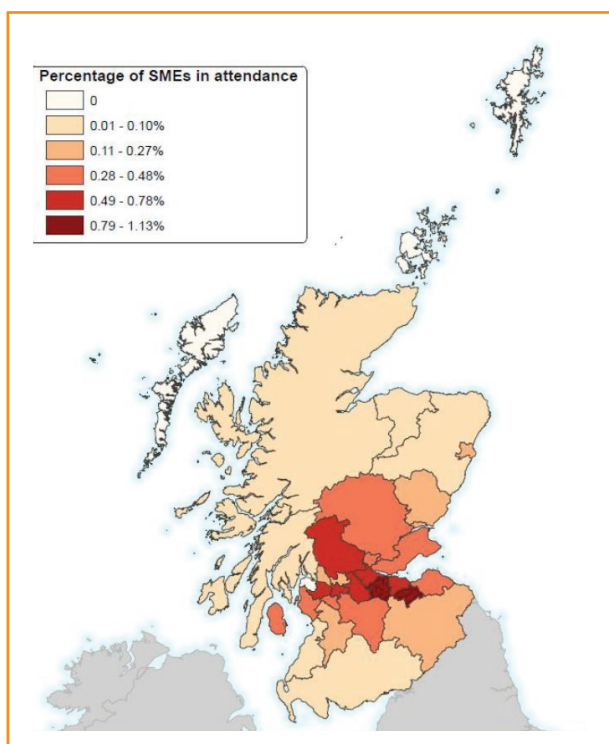 Percentage of SMEs in attendance
0
0.01 - 0.10%
0.11 - 0.27%
0.28 - 0.48%
0.49 - 0.78%
0.79 - 1.13%